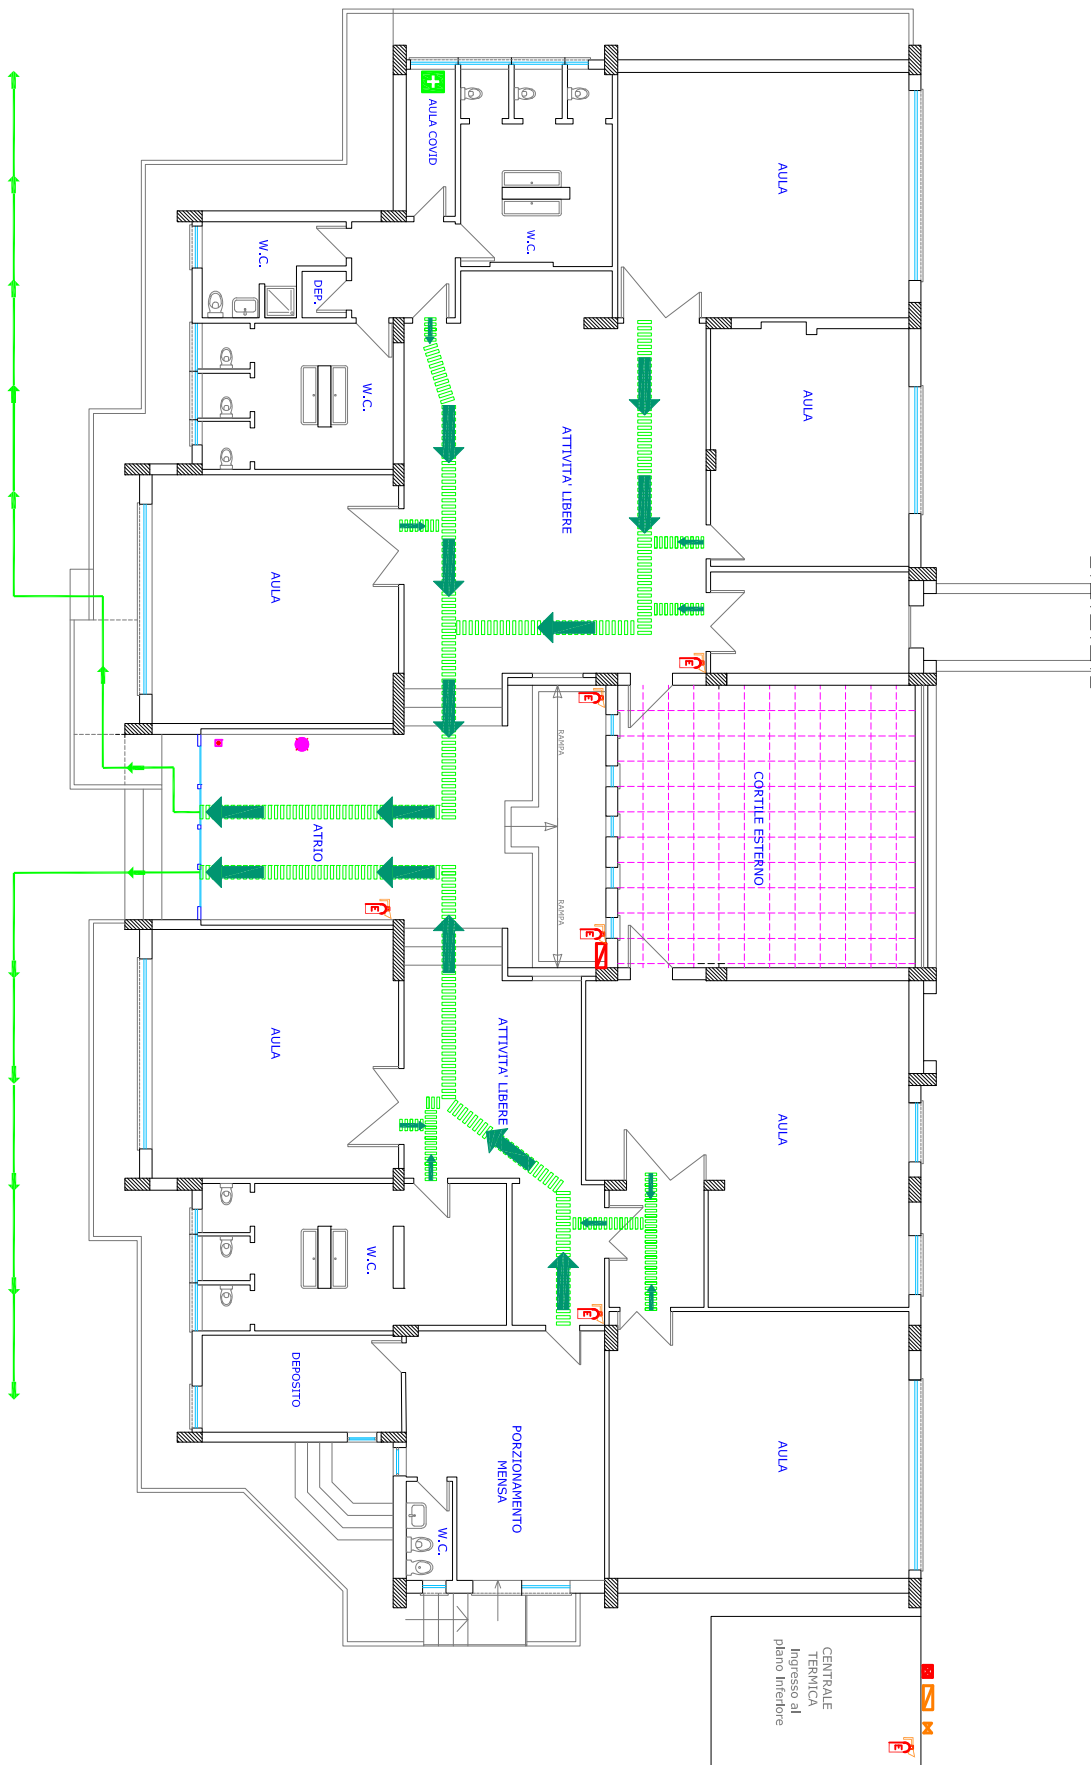 AULA COVID
W.C.
AULA
W.C.
DEP.
W.C.
AULA
ATTIVITA' LIBERE
AULA
RAMPA
CORTILE ESTERNO
ATRIO
RAMPA
AULA
ATTIVITA' LIBERE
AULA
W.C.
DEPOSITO
PORZIONAMENTO
MENSA
AULA
W.C.
CENTRALE
TERMICA
Ingresso al
piano Inferiore
E
E
E
E
E
E